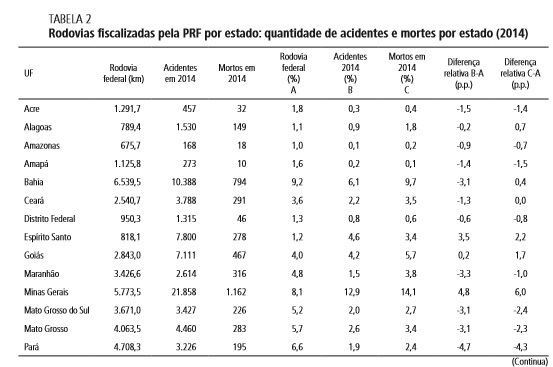 TABELA 2
Rodovias fiscalizadas pela PRF por estado: quantidade de acidentes e mortes por estado (2014)
UF Rodovia federal (km) Acidentes em 2014 Mortos em 2014 Rodovia federal (%) A Acidentes 2014 (%) B Mortos em 2014 (%) C Diferença relativa B-A (p.p.) Diferença relativa C-A (p.p.)
Acre 1.291,7 457 32 1,8 0,3 0,4 -1,5 -1,4
Alagoas 789,4 1.530 149 1,1 0,9 1,8 -0,2 0,7
Amazonas 675,7 168 18 1,0 0,1 0,2 -0,9 -0,7
Amapá 1.125,8 273 10 1,6 0,2 0,1 -1,4 -1,5
Bahia 6.539,5 10.388 794 9,2 6,1 9,7 -3,1 0,4
Ceará 2.540,7 3.788 291 3,6 2,2 3,5 -1,3 0,0
Distrito Federal 950,3 1.315 46 1,3 0,8 0,6 -0,6 -0,8
Espírito Santo 818,1 7.800 278 1,2 4,6 3,4 3,5 2,2
Goiás 2.843,0 7.111 467 4,0 4,2 5,7 0,2 1,7
Maranhão 3.426,6 2.614 316 4,8 1,5 3,8 -3,3 -1,0
Minas Gerais 5.773,5 21.858 1.162 8,1 12,9 14,1 4,8 6,0
Mato Grosso do Sul 3.671,0 3.427 226 5,2 2,0 2,7 -3,1 -2,4
Mato Grosso 4.063,5 4.460 283 5,7 2,6 3,4 -3,1 -2,3
Pará 4.708,3 3.226 195 6,6 1,9 2,4 -4,7 -4,3
(Continua)